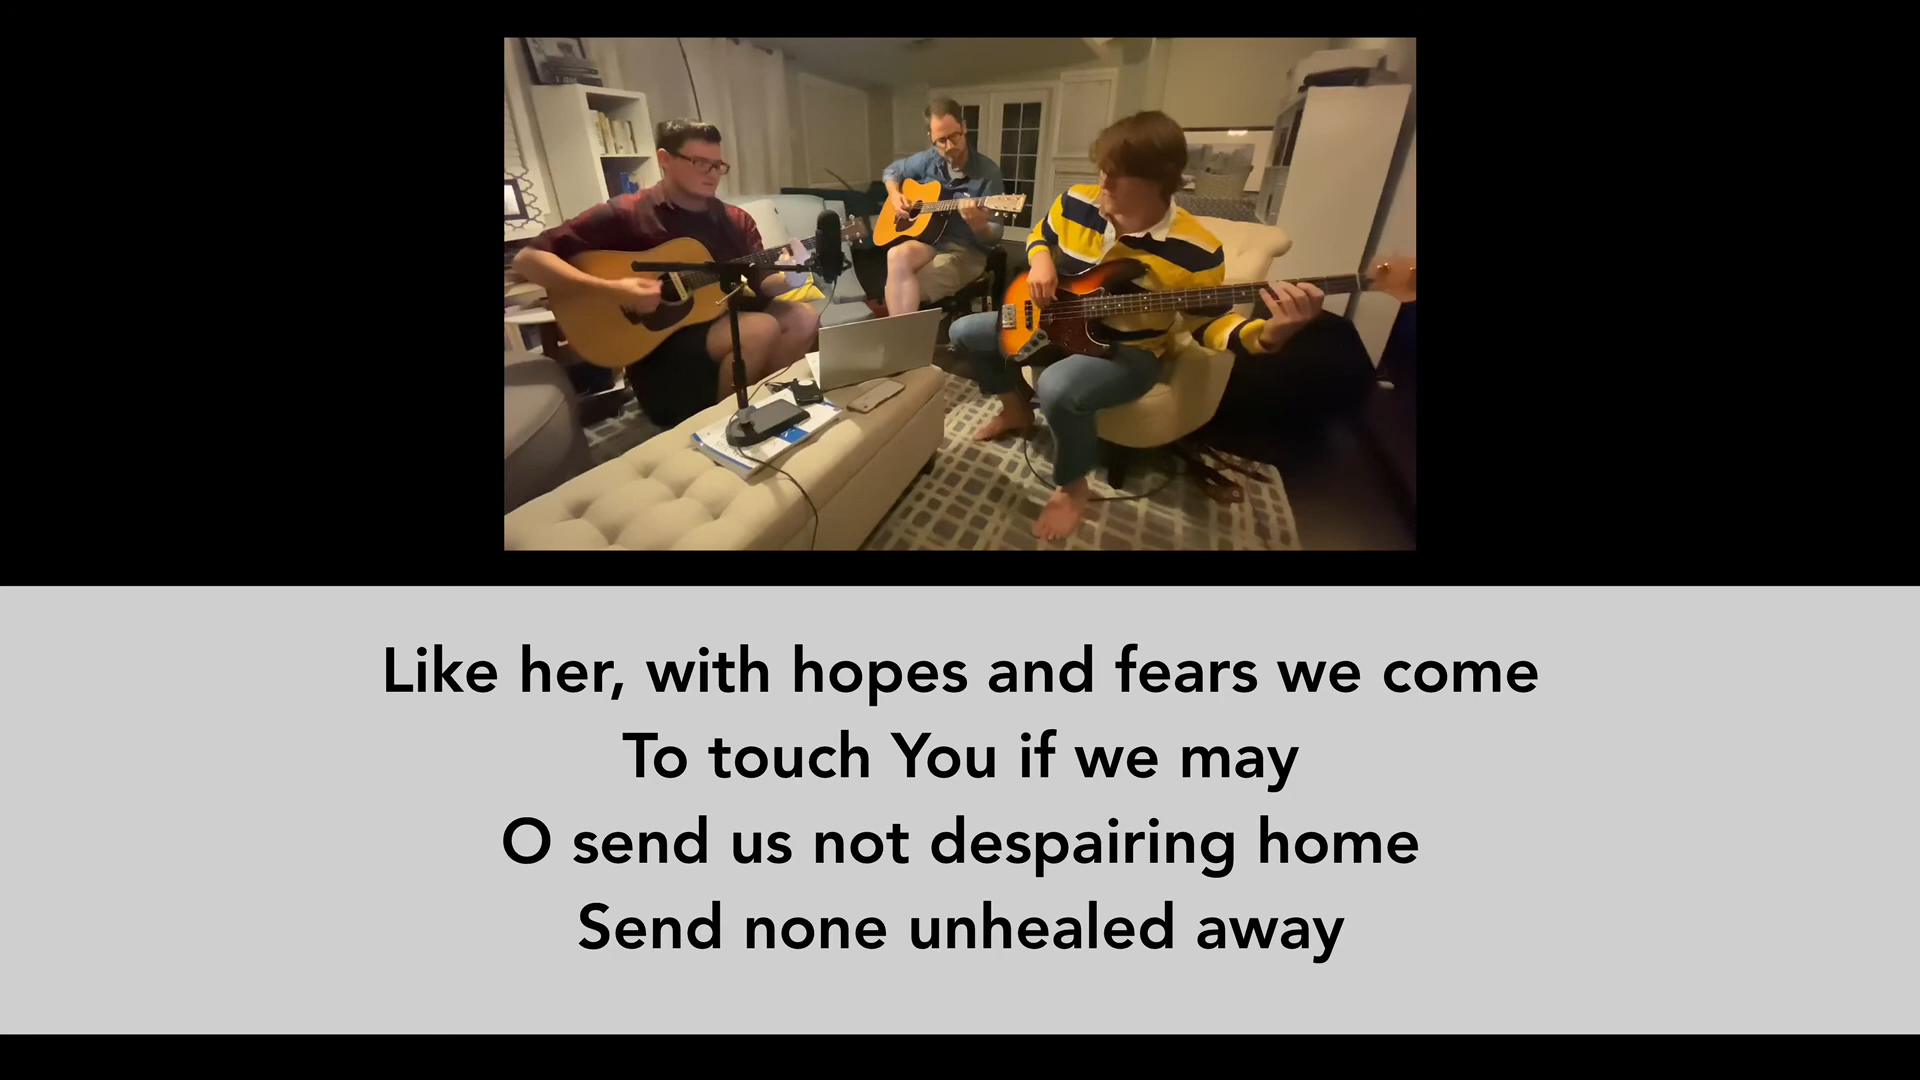 Like her, with hopes and fears we come
To touch You if we may
O send us not despairing home
Send none unhealed away